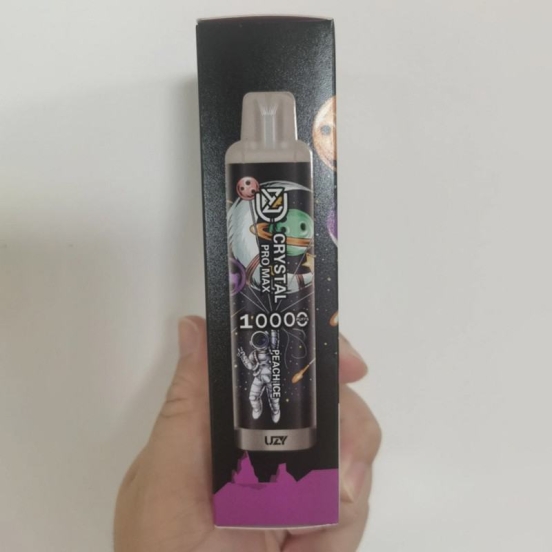 CRYSTAL
PRO MAX
10000
PEACH ICE
UZY